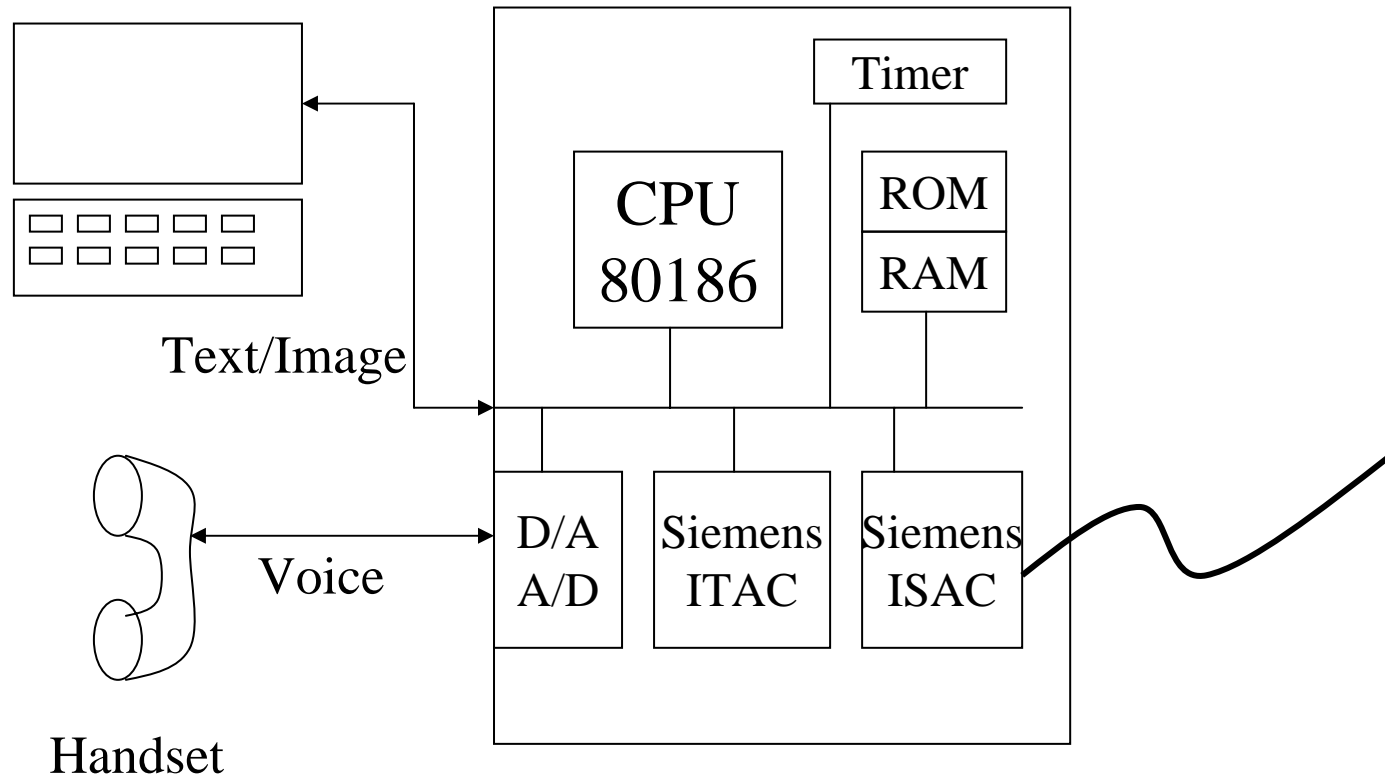 Timer
CPU
80186
ROM
RAM
Text/Image
D/A
A/D
Siemens
ITAC
Siemens
ISAC
Voice
Handset